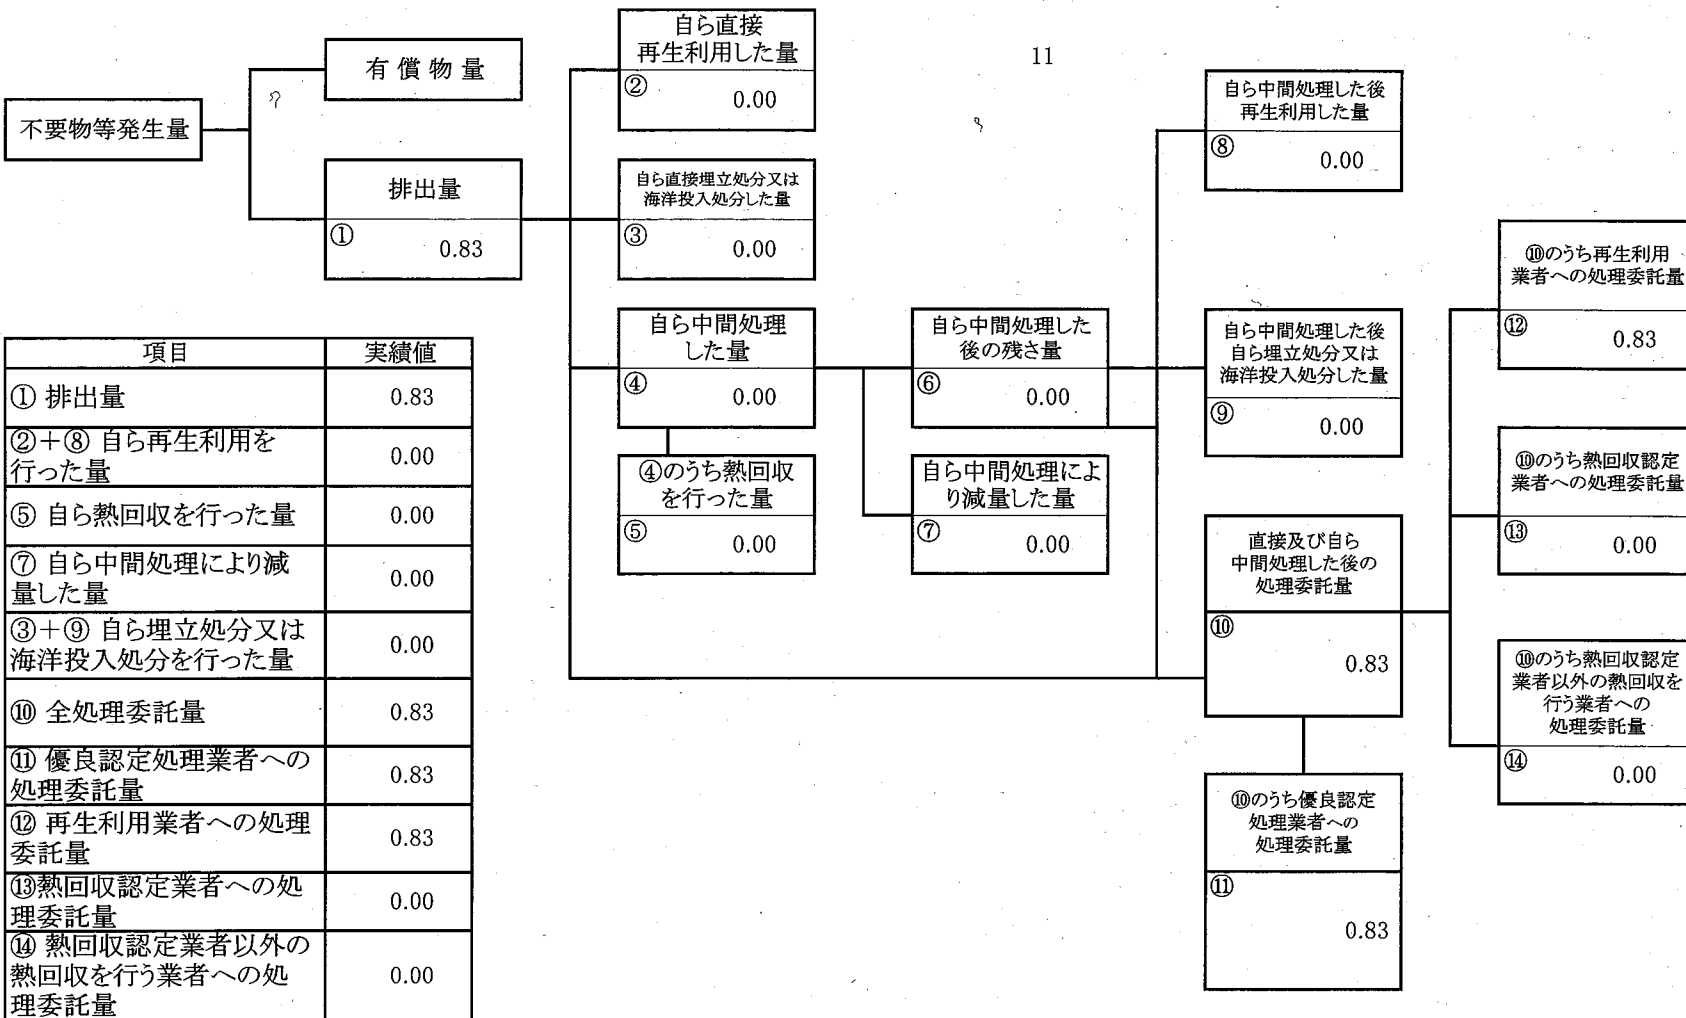 11
不要物等発生量
有償物量
排出量
① 0.83
自ら直接
再生利用した量
② 0.00
自ら直接埋立処分又は
海洋投入処分した量
③ 0.00
自ら中間処理
した量
④ 0.00
④のうち熱回収
を行った量
⑤ 0.00
自ら中間処理した
後の残さ量
⑥ 0.00
自ら中間処理によ
り減量した量
⑦ 0.00
自ら中間処理した後
再生利用した量
⑧ 0.00
自ら中間処理した後
自ら埋立処分又は
海洋投入処分した量
⑨ 0.00
直接及び自ら
中間処理した後の
処理委託量
⑩
0.83
⑩のうち優良認定
処理業者への
処理委託量
⑪
0.83
⑩のうち再生利用
業者への処理委託量
⑫ 0.83
⑩のうち熱回収認定
業者への処理委託量
⑬ 0.00
⑩のうち熱回収認定
業者以外の熱回収を
行う業者への
処理委託量
⑭ 0.00
項目 実績値
① 排出量 0.83
②+⑧ 自ら再生利用を
行った量 0.00
⑤ 自ら熱回収を行った量 0.00
⑦ 自ら中間処理により減
量した量 0.00
③+⑨ 自ら埋立処分又は
海洋投入処分を行った量 0.00
⑩ 全処理委託量 0.83
⑪ 優良認定処理業者への
処理委託量 0.83
⑫ 再生利用業者への処理
委託量 0.83
⑬熱回収認定業者への処
理委託量 0.00
⑭ 熱回収認定業者以外の
熱回収を行う業者への処
理委託量 0.00